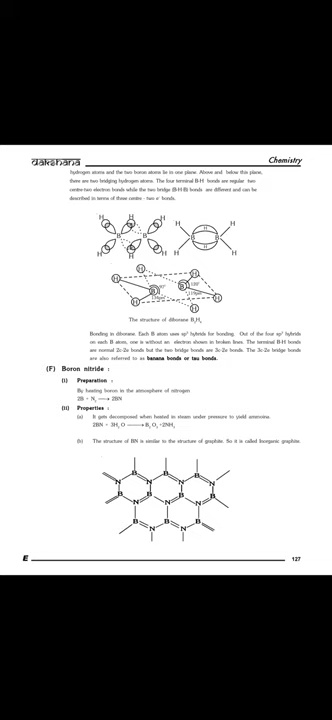 dakshana
Chemistry
hydrogen atoms and the two boron atoms lie in one plane. Above and below this plane,
there are two bridging hydrogen atoms. The four terminal B-H bonds are regular two
centre-two electron bonds while the two bridge (B-H-B) bonds are different and can be
described in terms of three centre - two e⁻ bonds.
H H H H
B B B B
H H H H
H H
H H
H H
B B
H H
The structure of diborane B₂H₆
Bonding in diborane. Each B atom uses sp³ hybrids for bonding. Out of the four sp³ hybrids
on each B atom, one is without an electron shown in broken lines. The terminal B-H bonds
are normal 2c-2e bonds but the two bridge bonds are 3c-2e bonds. The 3c-2e bridge bonds
are also referred to as banana bonds or tau bonds.
(F) Boron nitride :
(I) Preparation :
By heating boron in the atmosphere of nitrogen
2B + N₂ ⟶ 2BN
(II) Properties :
(a) It gets decomposed when heated in steam under pressure to yield ammoina.
2BN + 3H₂O ⟶ B₂O₃ +2NH₃
(b) The structure of BN is similar to the structure of graphite. So it is called Inorganic graphite.
B B B
N N N N
B B B B
N N N
B B B
N N
E
127